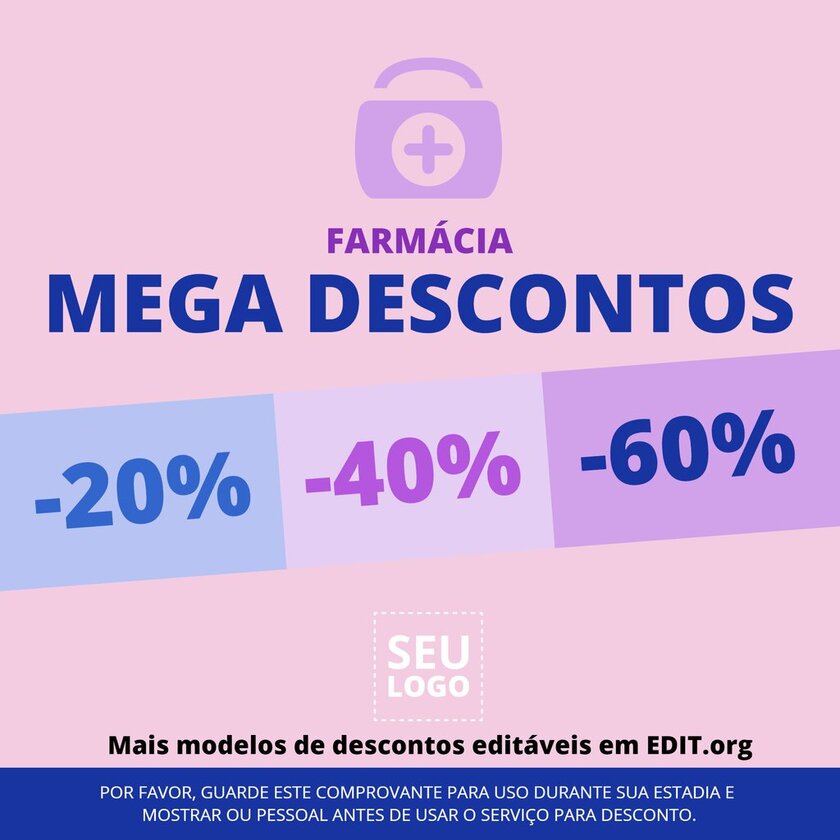 FARMÁCIA
MEGA DESCONTOS
-20% -40% -60%
SEU
LOGO
Mais modelos de descontos editáveis em EDIT.org
POR FAVOR, GUARDE ESTE COMPROVANTE PARA USO DURANTE SUA ESTADIA E
MOSTRAR OU PESSOAL ANTES DE USAR O SERVIÇO PARA DESCONTO.